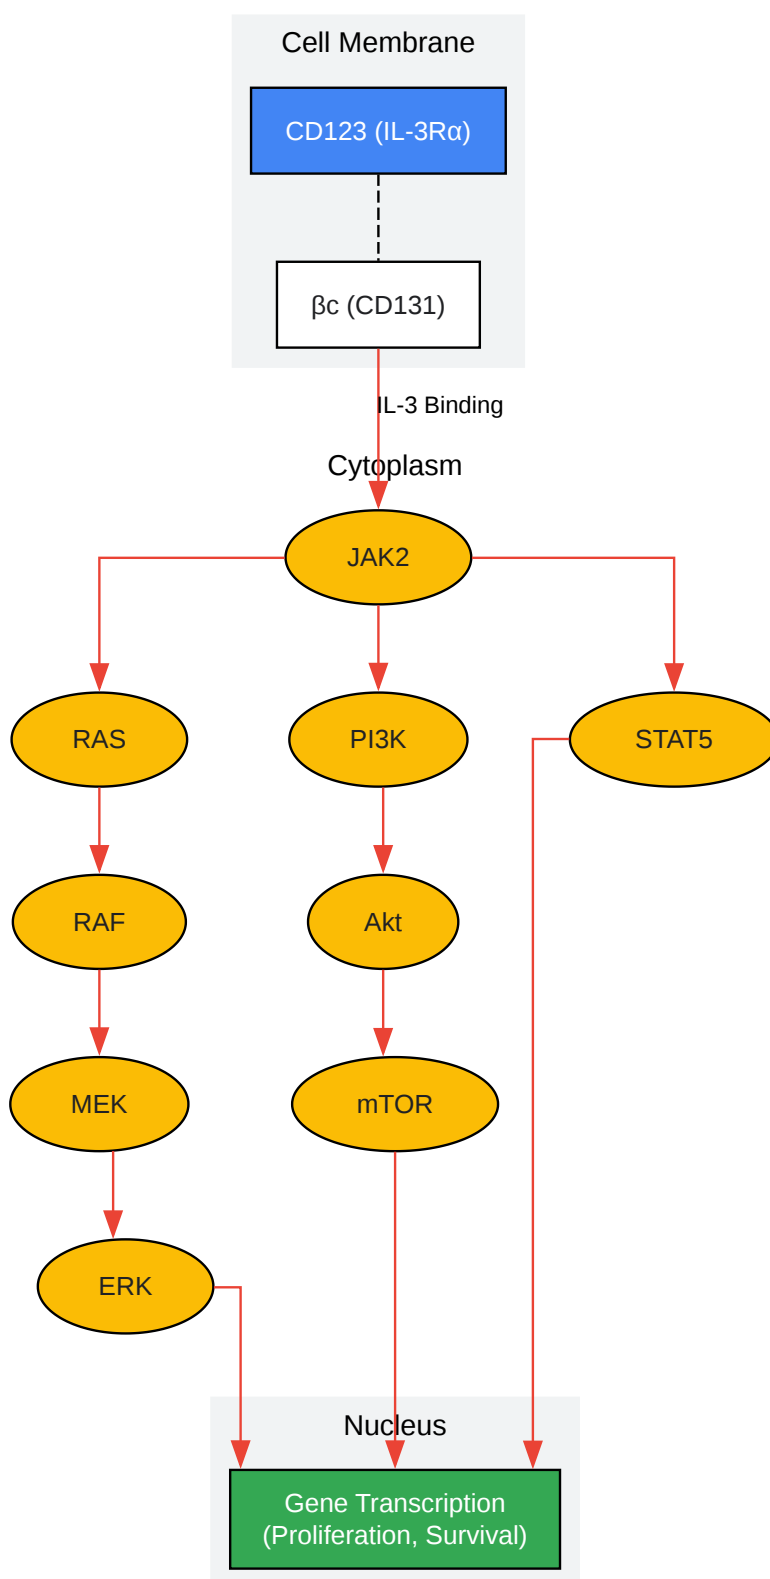 Cell Membrane
CD123 (IL-3Rα)
βc (CD131)
IL-3 Binding
Cytoplasm
JAK2
RAS
PI3K
STAT5
RAF
Akt
MEK
mTOR
ERK
Nucleus
Gene Transcription
(Proliferation, Survival)